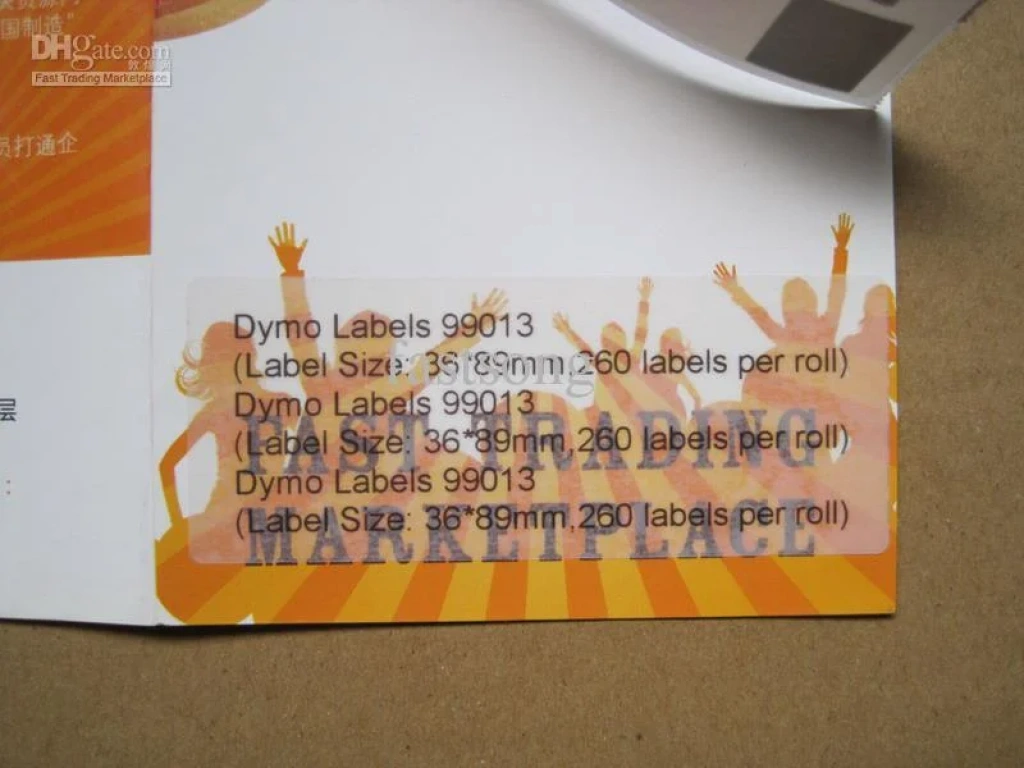 国制造"
DHgate.com
Fast Trading Marketplace
员打通企
Dymo Labels 99013
(Label Size: 36*89mm,260 labels per roll)
fastsong
Dymo Labels 99013
(Label Size: 36*89mm,260 labels per roll)
FAST TRADING
Dymo Labels 99013
(Label Size: 36*89mm,260 labels per roll)
MARKETPLACE
层